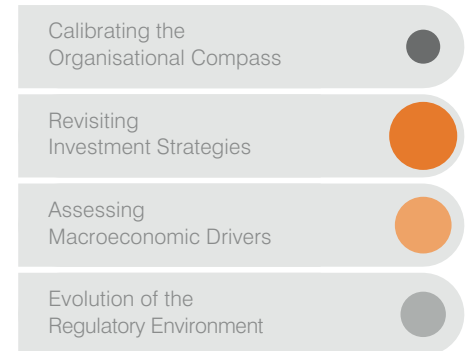 Calibrating the
Organisational Compass
Revisiting
Investment Strategies
Assessing
Macroeconomic Drivers
Evolution of the
Regulatory Environment